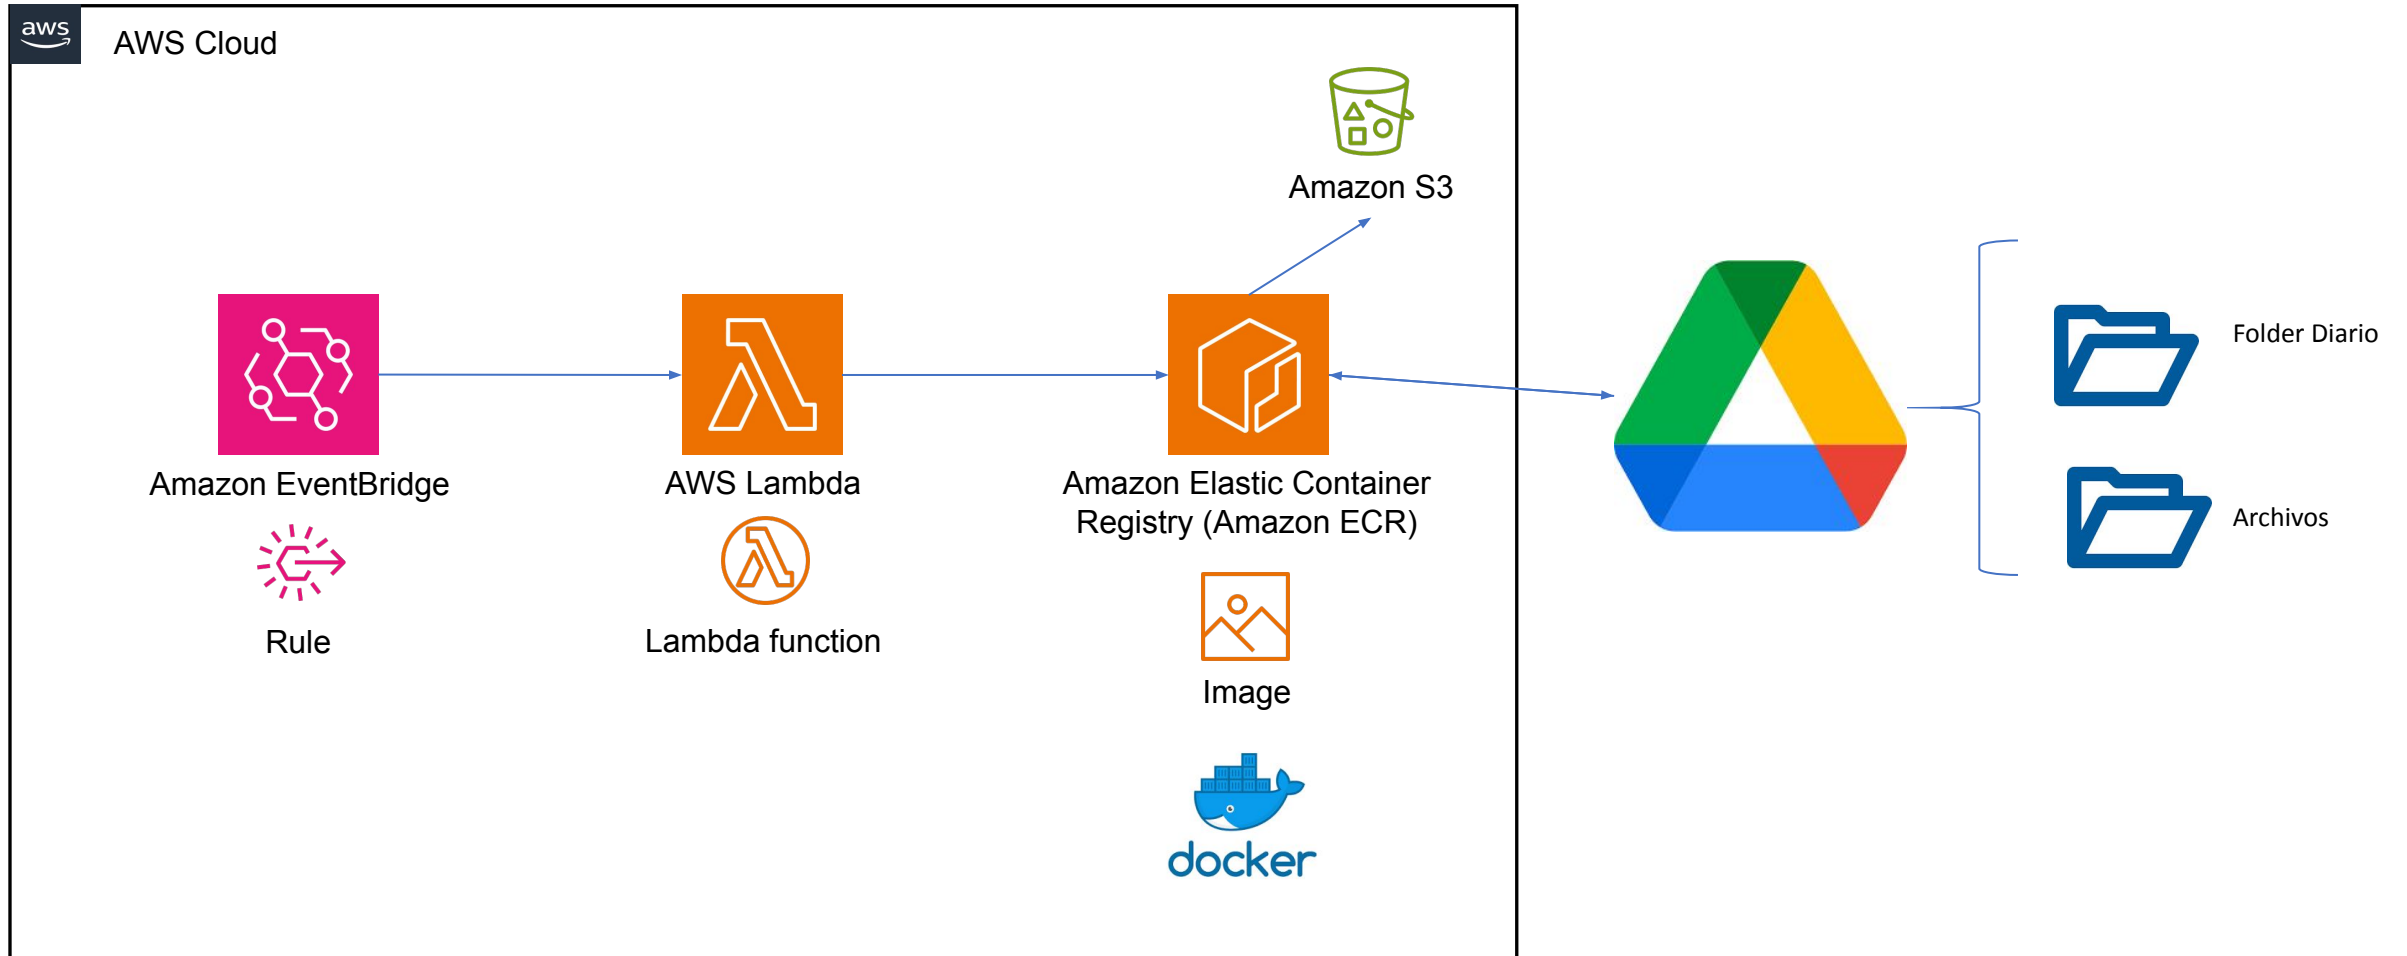 aws
AWS Cloud
Amazon S3
Folder Diario
Amazon EventBridge
AWS Lambda
Amazon Elastic Container
Registry (Amazon ECR)
Archivos
Rule
Lambda function
Image
docker